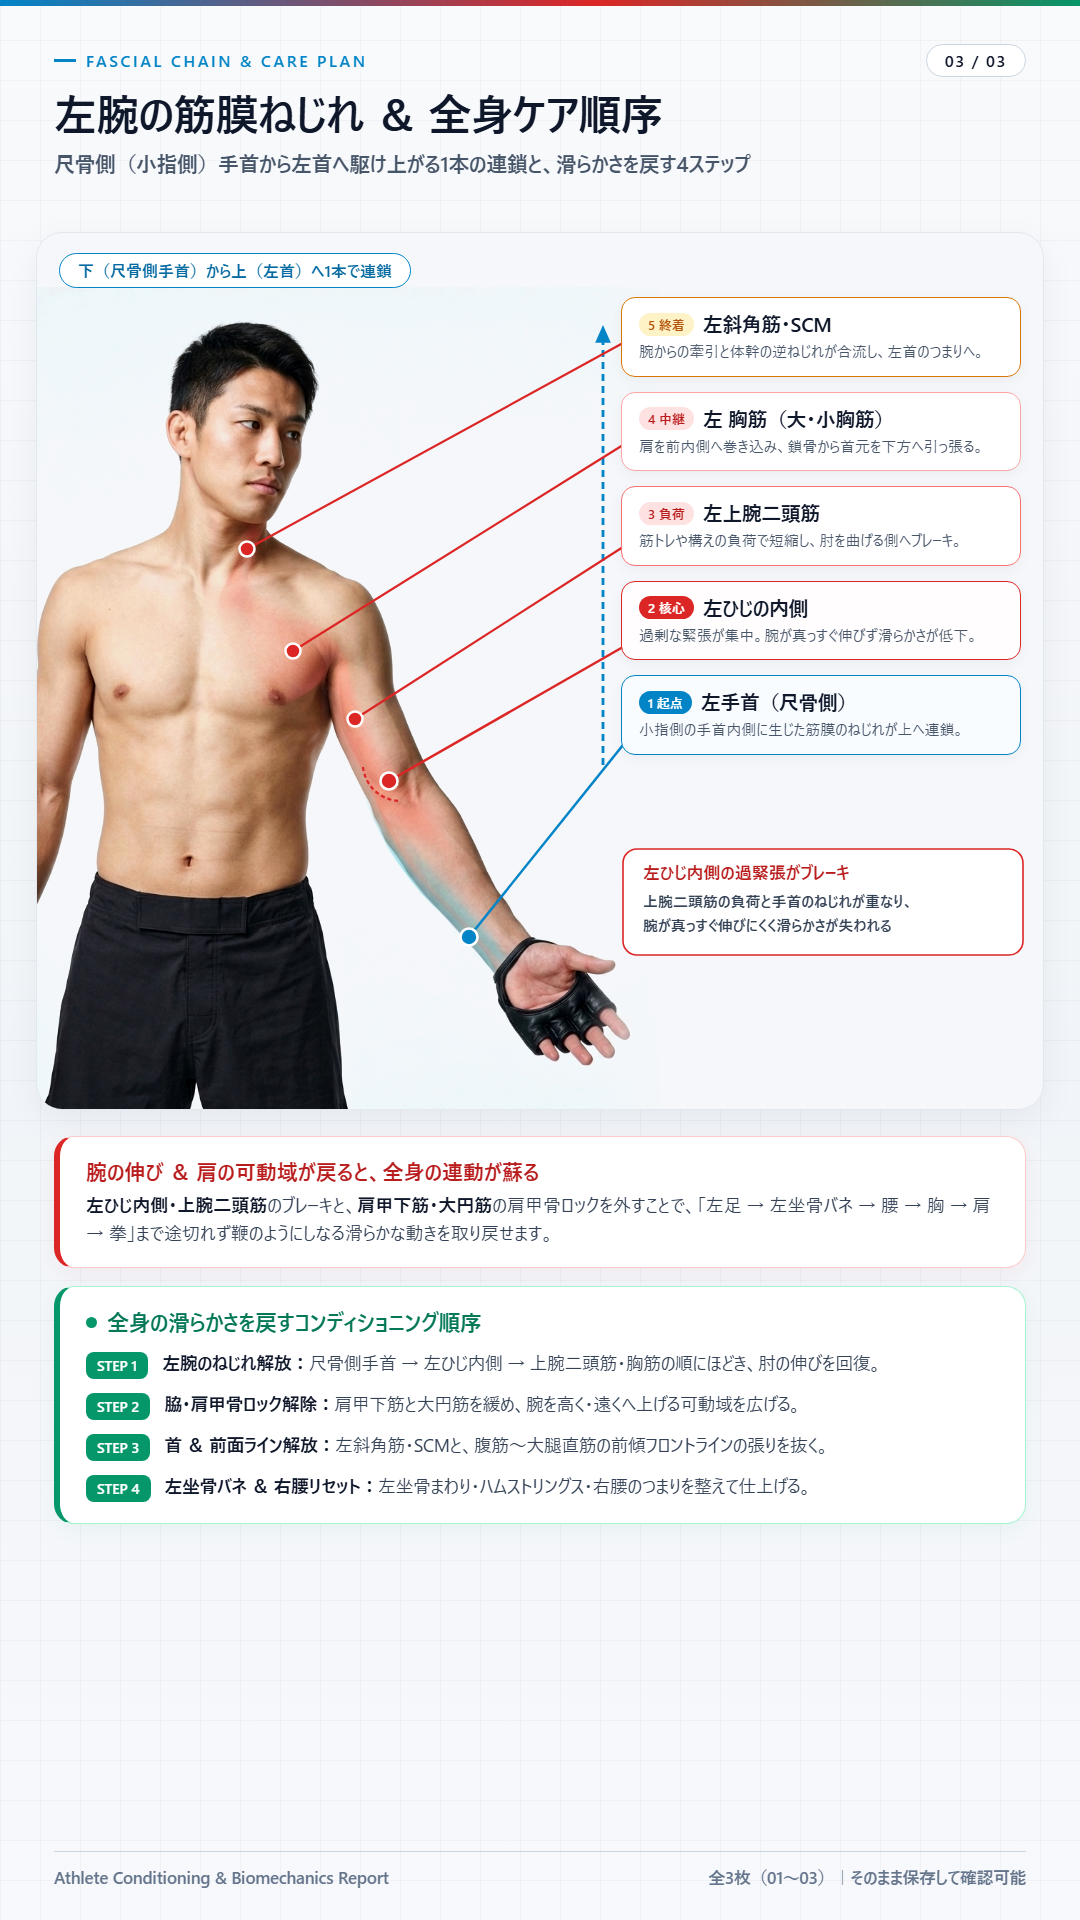 FASCIAL CHAIN & CARE PLAN
03 / 03
左腕の筋膜ねじれ & 全身ケア順序
尺骨側（小指側）手首から左首へ駆け上がる1本の連鎖と、滑らかさを戻す4ステップ
下（尺骨側手首）から上（左首）へ1本で連鎖
5 終着 左斜角筋・SCM
腕からの牽引と体幹の逆ねじれが合流し、左首のつまりへ。
4 中継 左 胸筋（大・小胸筋）
肩を前内側へ巻き込み、鎖骨から首元を下方へ引っ張る。
3 負荷 左上腕二頭筋
筋トレや構えの負荷で短縮し、肘を曲げる側へブレーキ。
2 核心 左ひじの内側
過剰な緊張が集中。腕が真っすぐ伸びず滑らかさが低下。
1 起点 左手首（尺骨側）
小指側の手首内側に生じた筋膜のねじれが上へ連鎖。
左ひじ内側の過緊張がブレーキ
上腕二頭筋の負荷と手首のねじれが重なり、
腕が真っすぐ伸びにくく滑らかさが失われる
腕の伸び & 肩の可動域が戻ると、全身の連動が蘇る
左ひじ内側・上腕二頭筋のブレーキと、肩甲下筋・大円筋の肩甲骨ロックを外すことで、「左足 → 左坐骨バネ → 腰 → 胸 → 肩
→ 拳」まで途切れず鞭のようにしなる滑らかな動きを取り戻せます。
全身の滑らかさを戻すコンディショニング順序
STEP 1 左腕のねじれ解放： 尺骨側手首 → 左ひじ内側 → 上腕二頭筋・胸筋の順にほどき、肘の伸びを回復。
STEP 2 脇・肩甲骨ロック解除： 肩甲下筋と大円筋を緩め、腕を高く・遠くへ上げる可動域を広げる。
STEP 3 首 & 前面ライン解放： 左斜角筋・SCMと、腹筋～大腿直筋の前傾フロントラインの張りを抜く。
STEP 4 左坐骨バネ & 右腰リセット： 左坐骨まわり・ハムストリングス・右腰のつまりを整えて仕上げる。
Athlete Conditioning & Biomechanics Report
全3枚（01～03）｜そのまま保存して確認可能